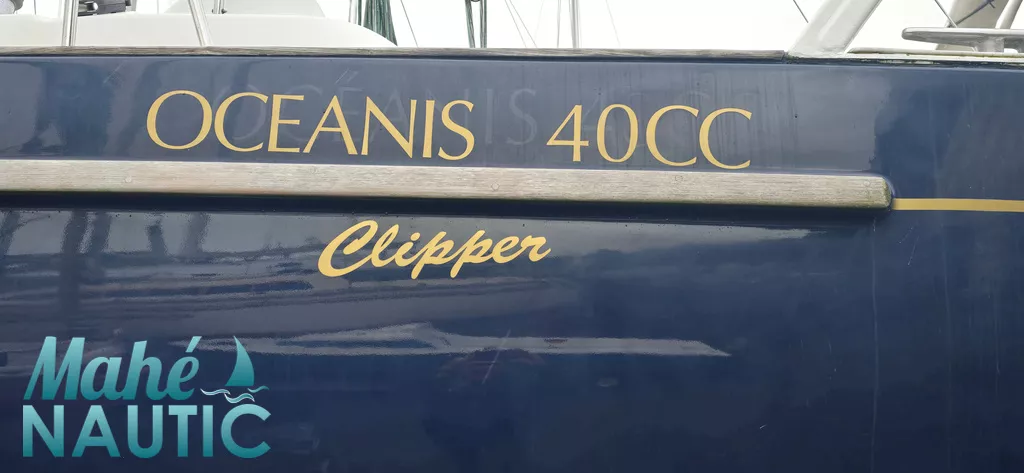 OCEANIS 40CC
Clipper
Mahé
NAUTIC